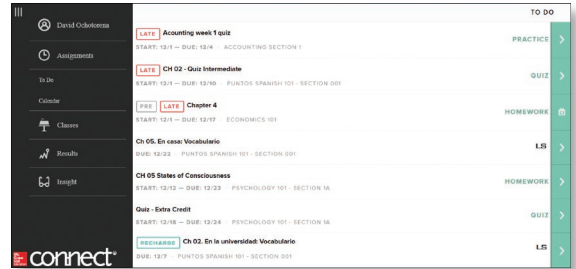 TO DO
David Ochotorena
Assignments
To Do
Calendar
Classes
Results
Insight
connect®
LATE Acounting week 1 quiz
START: 12/1 — DUE: 12/4 · ACCOUNTING SECTION 1
PRACTICE
LATE CH 02 - Quiz Intermediate
START: 12/1 — DUE: 12/10 · PUNTOS SPANISH 101 - SECTION 001
QUIZ
PRE LATE Chapter 4
START: 12/1 — DUE: 12/17 · ECONOMICS 101
HOMEWORK
Ch 05. En casa: Vocabulario
DUE: 12/22 · PUNTOS SPANISH 101 - SECTION 001
LS
CH 05 States of Consciousness
START: 12/12 — DUE: 12/23 · PSYCHOLOGY 101 - SECTION 1A
HOMEWORK
Quiz - Extra Credit
START: 12/18 — DUE: 12/24 · PSYCHOLOGY 101 - SECTION 1A
QUIZ
RECHARGE Ch 02. En la universidad: Vocabulario
DUE: 12/7 · PUNTOS SPANISH 101 - SECTION 001
LS